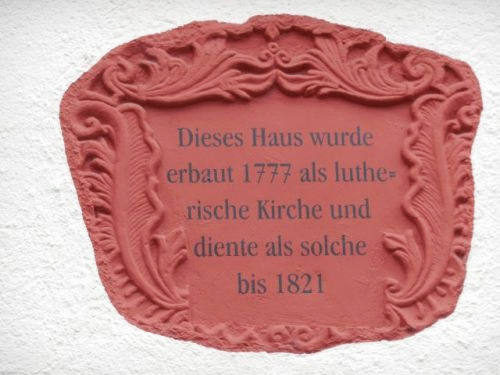 Dieses Haus wurde
erbaut 1777 als luthe=
rische Kirche und
diente als solche
bis 1821